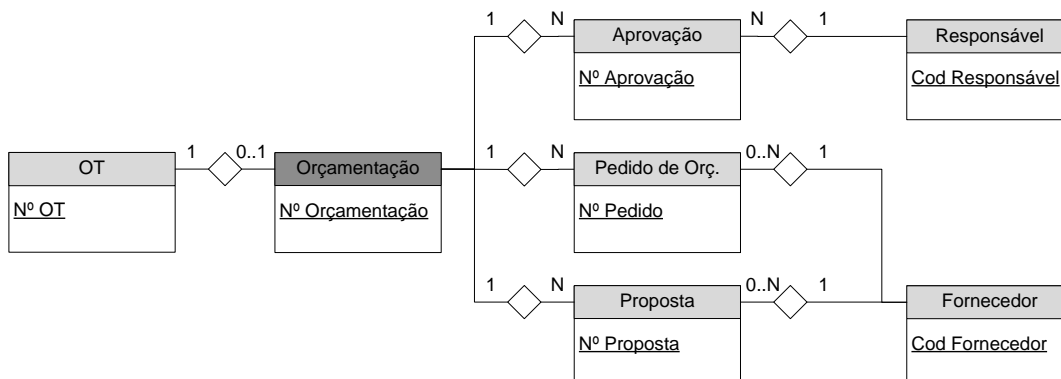 1 N Aprovação N 1 Responsável
Nº Aprovação Cod Responsável
OT 1 0..1 Orçamentação 1 N Pedido de Orç. 0..N 1
Nº OT Nº Orçamentação Nº Pedido
1 N Proposta 0..N 1 Fornecedor
Nº Proposta Cod Fornecedor